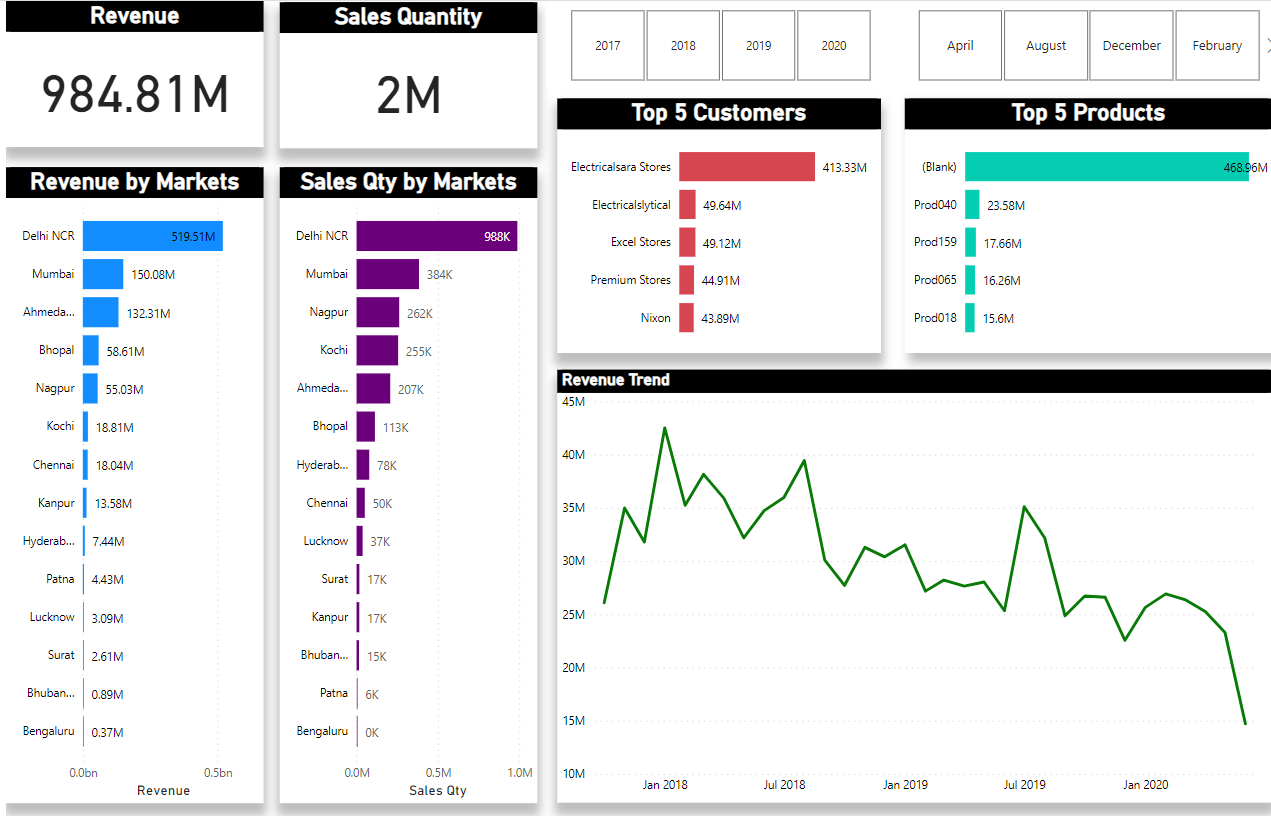 Revenue
984.81M
Sales Quantity
2M
2017 2018 2019 2020
April August December February
Revenue by Markets
Delhi NCR 519.51M
Mumbai 150.08M
Ahmeda... 132.31M
Bhopal 58.61M
Nagpur 55.03M
Kochi 18.81M
Chennai 18.04M
Kanpur 13.58M
Hyderab... 7.44M
Patna 4.43M
Lucknow 3.09M
Surat 2.61M
Bhuban... 0.89M
Bengaluru 0.37M
0.0bn 0.5bn
Revenue
Sales Qty by Markets
Delhi NCR 988K
Mumbai 384K
Nagpur 262K
Kochi 255K
Ahmeda... 207K
Bhopal 113K
Hyderab... 78K
Chennai 50K
Lucknow 37K
Surat 17K
Kanpur 17K
Bhuban... 15K
Patna 6K
Bengaluru 0K
0.0M 0.5M 1.0M
Sales Qty
Top 5 Customers
Electricalsara Stores 413.33M
Electricalslytical 49.64M
Excel Stores 49.12M
Premium Stores 44.91M
Nixon 43.89M
Top 5 Products
(Blank) 468.96M
Prod040 23.58M
Prod159 17.66M
Prod065 16.26M
Prod018 15.6M
Revenue Trend
45M
40M
35M
30M
25M
20M
15M
10M
Jan 2018 Jul 2018 Jan 2019 Jul 2019 Jan 2020